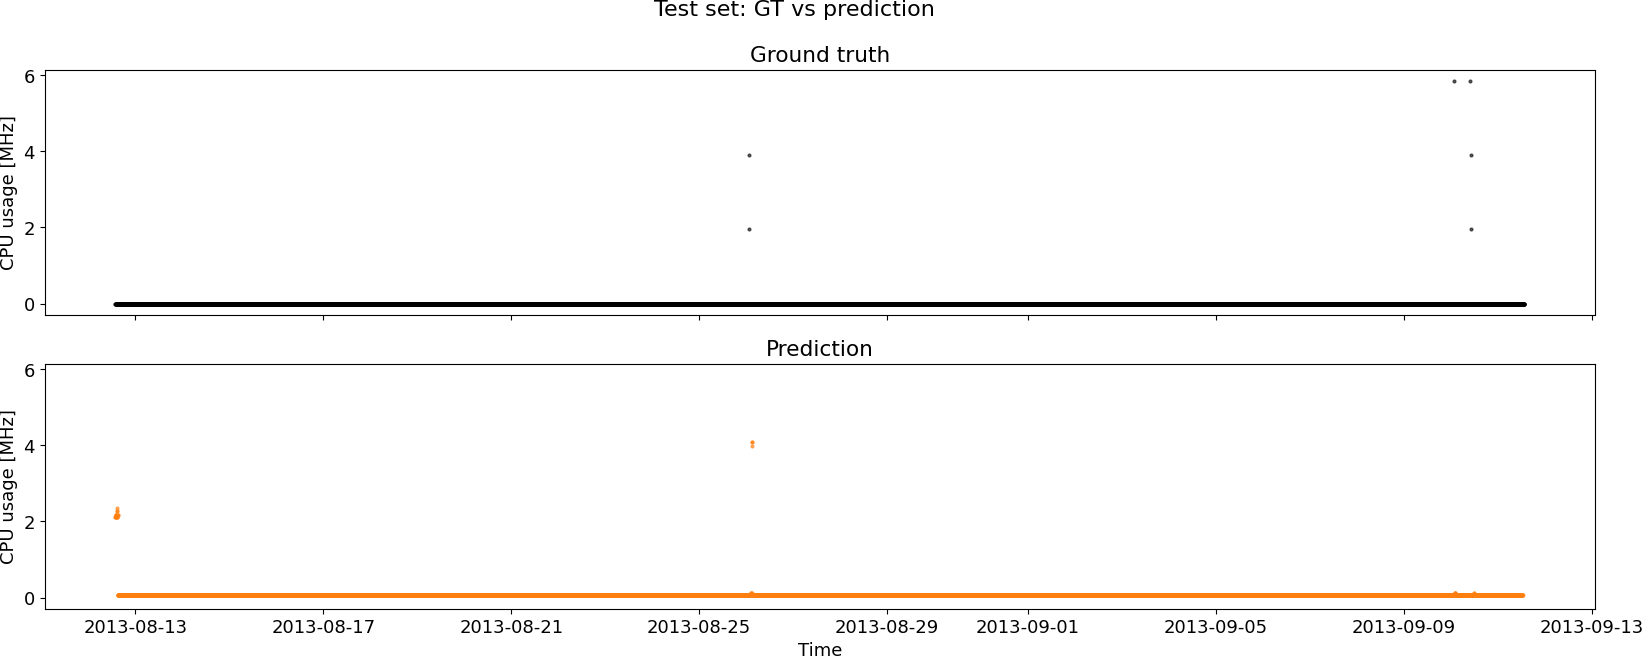 Test set: GT vs prediction
Ground truth
CPU usage [MHz]
6
4
2
0
Prediction
CPU usage [MHz]
6
4
2
0
2013-08-13 2013-08-17 2013-08-21 2013-08-25 2013-08-29 2013-09-01 2013-09-05 2013-09-09 2013-09-13
Time